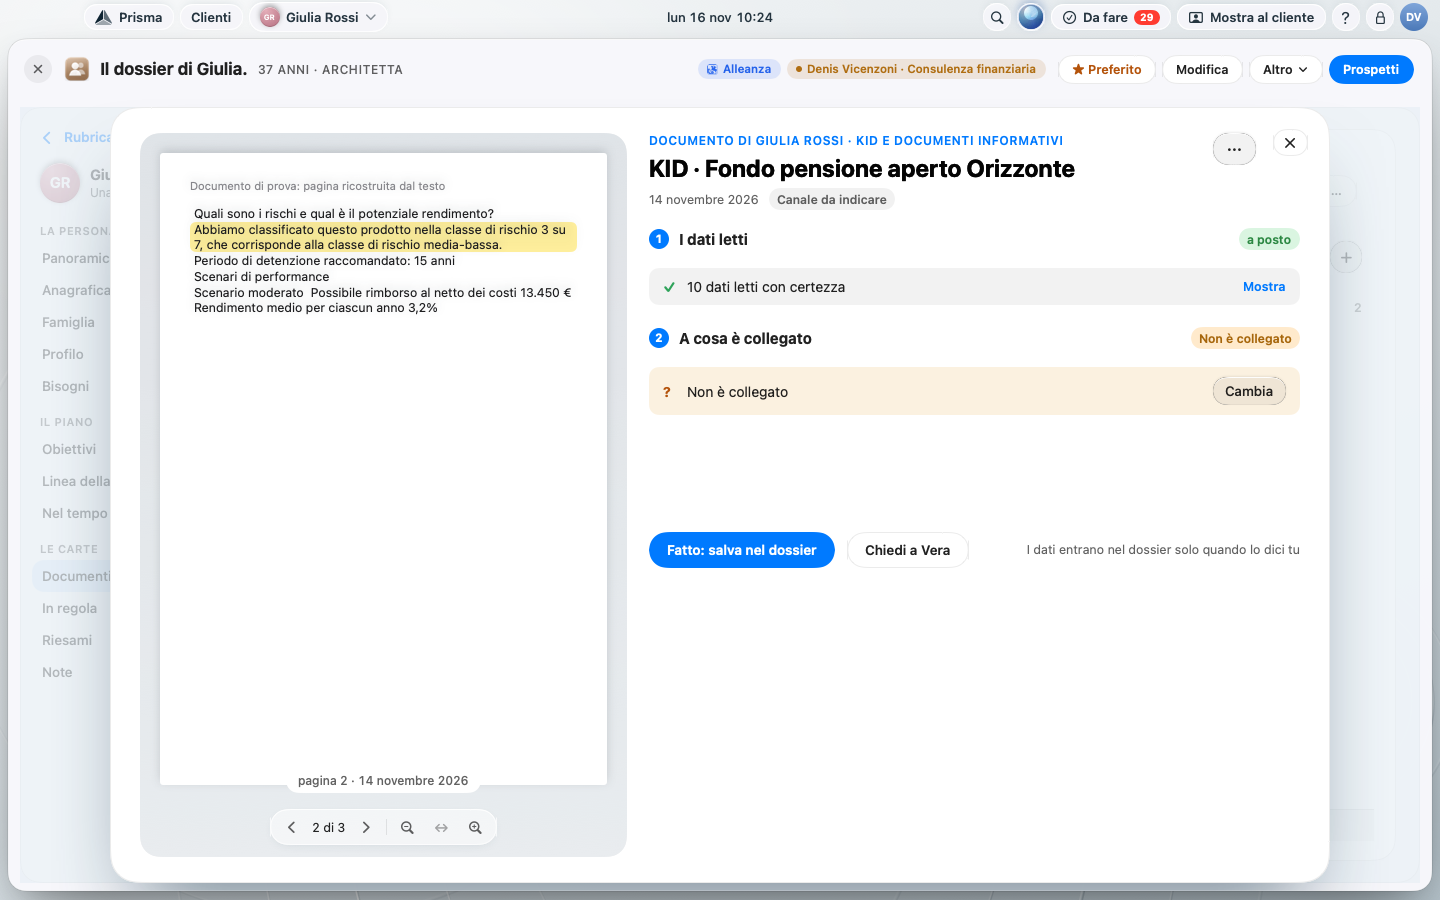 Prisma
Clienti
GR Giulia Rossi
lun 16 nov 10:24
Da fare 29
Mostra al cliente
?
DV
Il dossier di Giulia.
37 ANNI · ARCHITETTA
Alleanza
Denis Vicenzoni · Consulenza finanziaria
Preferito
Modifica
Altro
Prospetti
Rubrica
GR
Giu
Una
LA PERSON
Panoramic
Anagrafica
Famiglia
Profilo
Bisogni
IL PIANO
Obiettivi
Linea della
Nel tempo
LE CARTE
Documenti
In regola
Riesami
Note
2
Documento di prova: pagina ricostruita dal testo
Quali sono i rischi e qual è il potenziale rendimento?
Abbiamo classificato questo prodotto nella classe di rischio 3 su
7, che corrisponde alla classe di rischio media-bassa.
Periodo di detenzione raccomandato: 15 anni
Scenari di performance
Scenario moderato Possibile rimborso al netto dei costi 13.450 €
Rendimento medio per ciascun anno 3,2%
pagina 2 · 14 novembre 2026
2 di 3
DOCUMENTO DI GIULIA ROSSI · KID E DOCUMENTI INFORMATIVI
KID · Fondo pensione aperto Orizzonte
14 novembre 2026
Canale da indicare
1 I dati letti
a posto
10 dati letti con certezza
Mostra
2 A cosa è collegato
Non è collegato
? Non è collegato
Cambia
Fatto: salva nel dossier
Chiedi a Vera
I dati entrano nel dossier solo quando lo dici tu